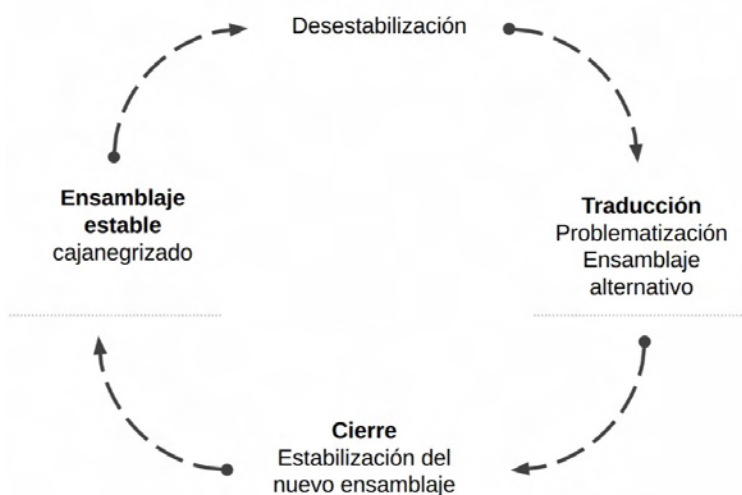 Desestabilización
Ensamblaje
estable
cajanegrizado
Traducción
Problematización
Ensamblaje
alternativo
Cierre
Estabilización del
nuevo ensamblaje